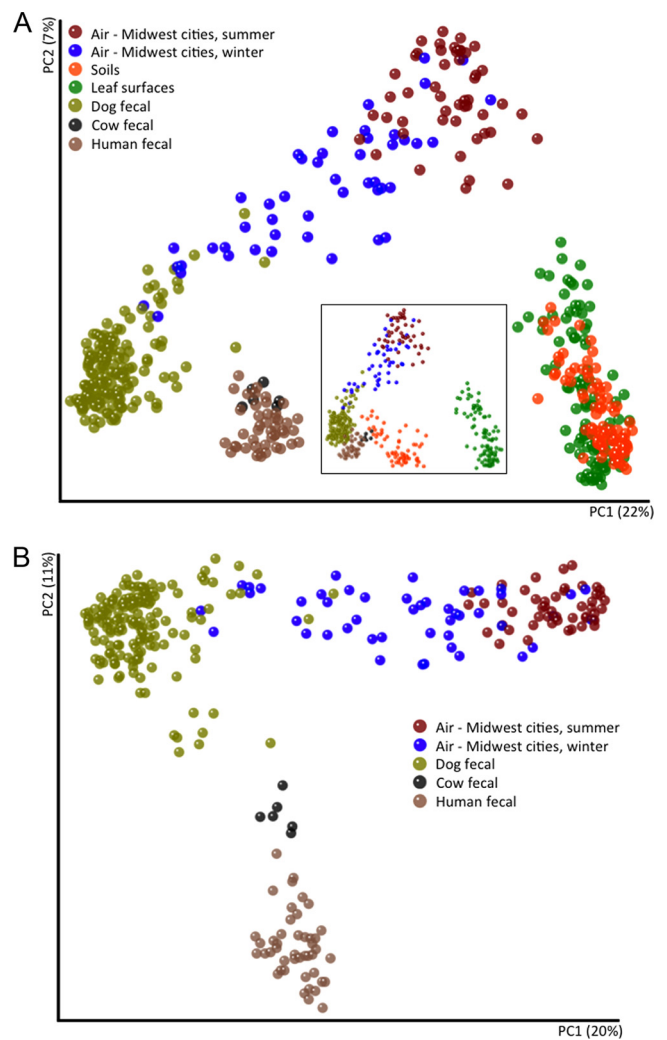 A
PC2 (7%)
Air - Midwest cities, summer
Air - Midwest cities, winter
Soils
Leaf surfaces
Dog fecal
Cow fecal
Human fecal
PC1 (22%)
B
PC2 (11%)
Air - Midwest cities, summer
Air - Midwest cities, winter
Dog fecal
Cow fecal
Human fecal
PC1 (20%)